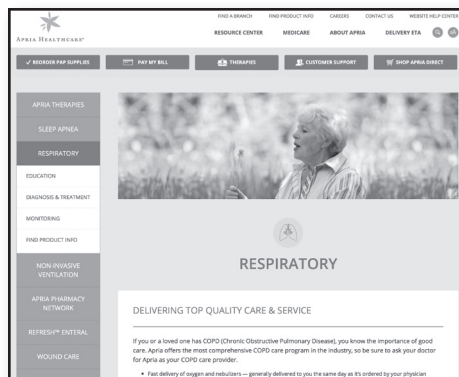 FIND A BRANCH FIND PRODUCT INFO CAREERS CONTACT US WEBSITE HELP CENTER
APRIA HEALTHCARE®
RESOURCE CENTER MEDICARE ABOUT APRIA DELIVERY ETA
✓ REORDER PAP SUPPLIES PAY MY BILL THERAPIES CUSTOMER SUPPORT SHOP APRIA DIRECT
APRIA THERAPIES
SLEEP APNEA
RESPIRATORY
EDUCATION
DIAGNOSIS & TREATMENT
MONITORING
FIND PRODUCT INFO
NON-INVASIVE
VENTILATION
APRIA PHARMACY
NETWORK
REFRESH™ ENTERAL
WOUND CARE
RESPIRATORY
DELIVERING TOP QUALITY CARE & SERVICE
If you or a loved one has COPD (Chronic Obstructive Pulmonary Disease), you know the importance of good
care. Apria offers the most comprehensive COPD care program in the industry, so be sure to ask your doctor
for Apria as your COPD care provider.
• Fast delivery of oxygen and nebulizers — generally delivered to you the same day as it's ordered by your physician